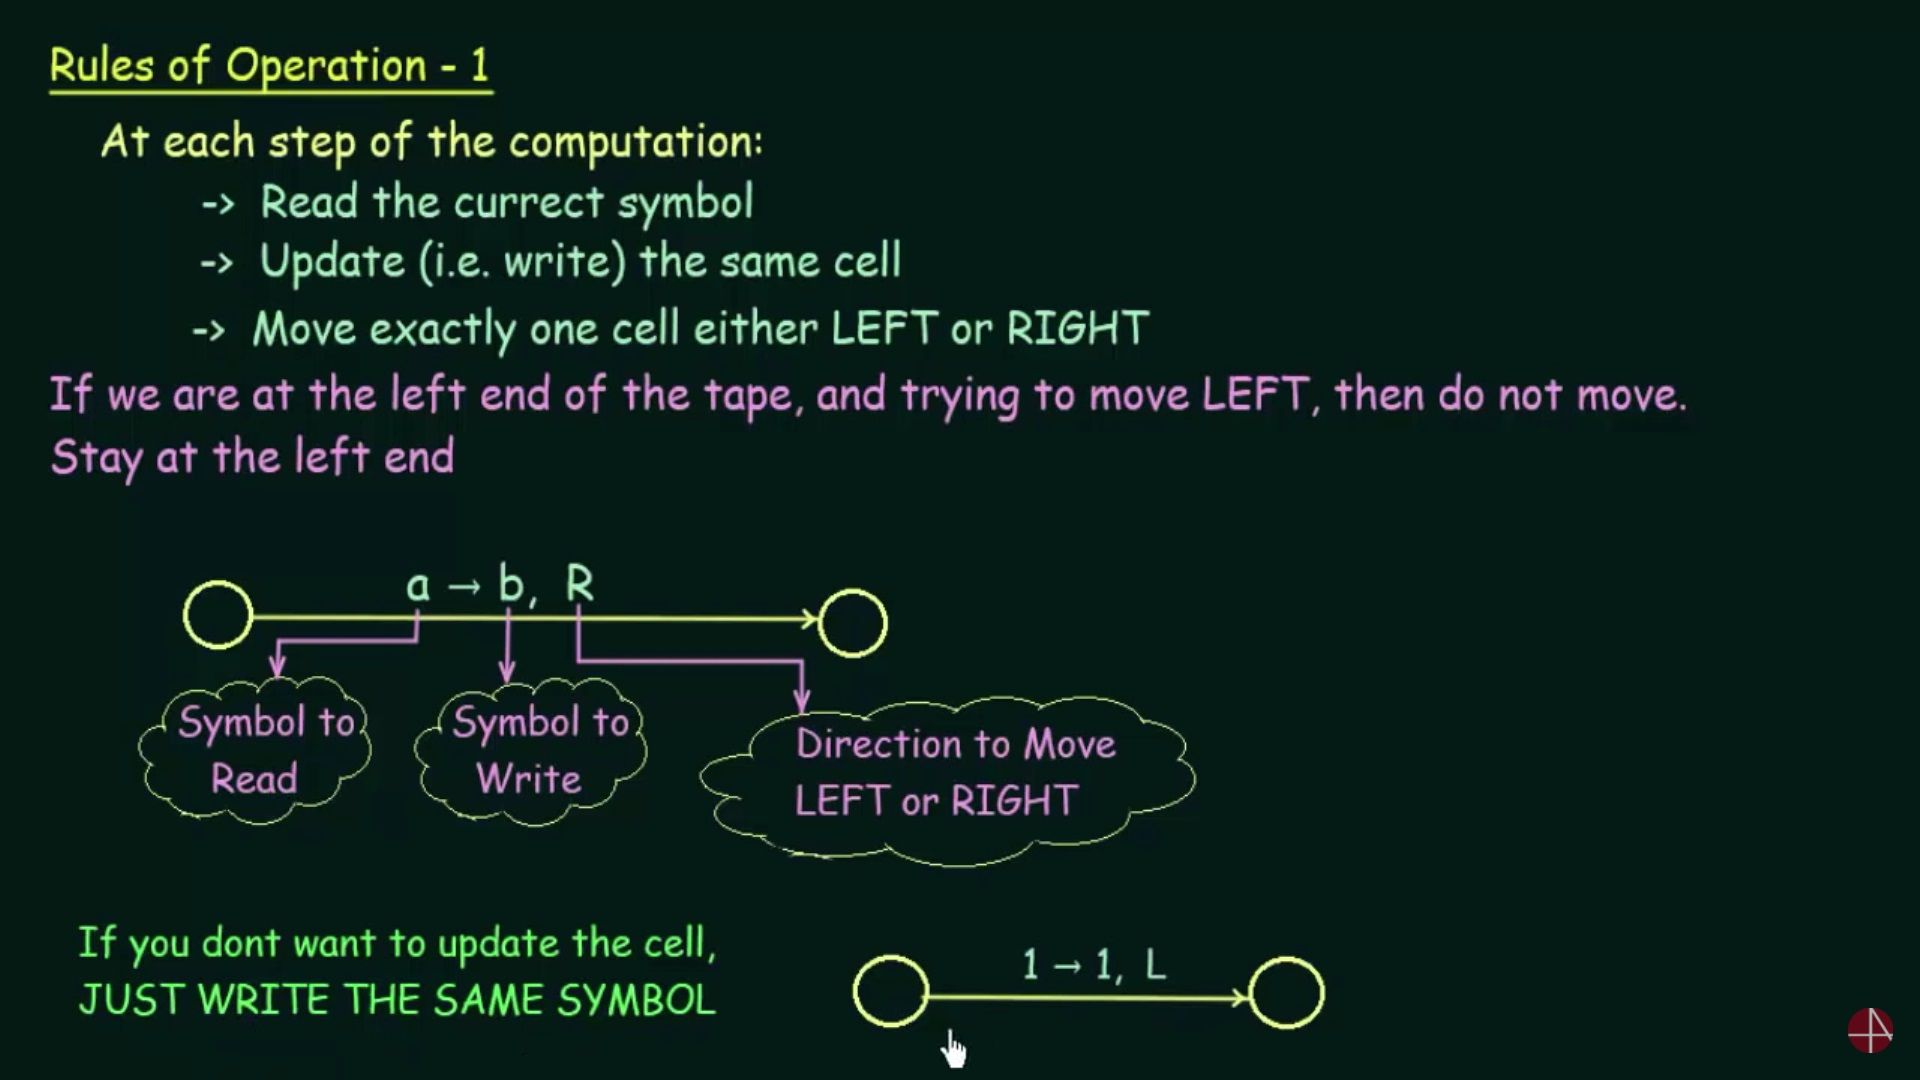 Rules of Operation - 1
At each step of the computation:
-> Read the currect symbol
-> Update (i.e. write) the same cell
-> Move exactly one cell either LEFT or RIGHT
If we are at the left end of the tape, and trying to move LEFT, then do not move.
Stay at the left end
a → b, R
Symbol to
Read
Symbol to
Write
Direction to Move
LEFT or RIGHT
If you dont want to update the cell,
JUST WRITE THE SAME SYMBOL
1 → 1, L